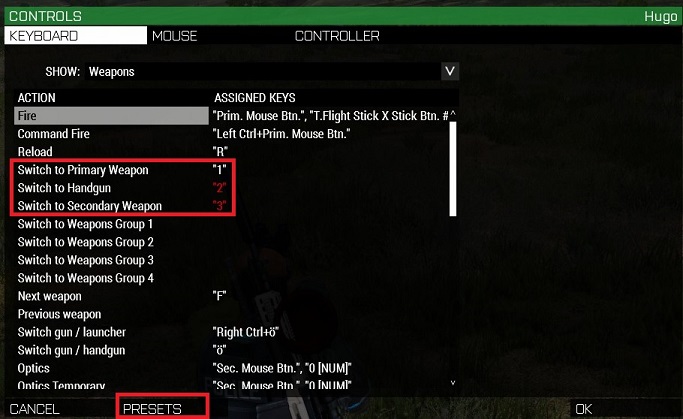 CONTROLS Hugo
KEYBOARD MOUSE CONTROLLER
SHOW: Weapons
ACTION ASSIGNED KEYS
Fire "Prim. Mouse Btn.", "T.Flight Stick X Stick Btn. #
Command Fire "Left Ctrl+Prim. Mouse Btn."
Reload "R"
Switch to Primary Weapon "1"
Switch to Handgun "2"
Switch to Secondary Weapon "3"
Switch to Weapons Group 1
Switch to Weapons Group 2
Switch to Weapons Group 3
Switch to Weapons Group 4
Next weapon "F"
Previous weapon
Switch gun / launcher "Right Ctrl+ö"
Switch gun / handgun "ö"
Optics "Sec. Mouse Btn.", "0 [NUM]"
Optics Temporary "Sec. Mouse Btn.", "0 [NUM]"
CANCEL PRESETS OK